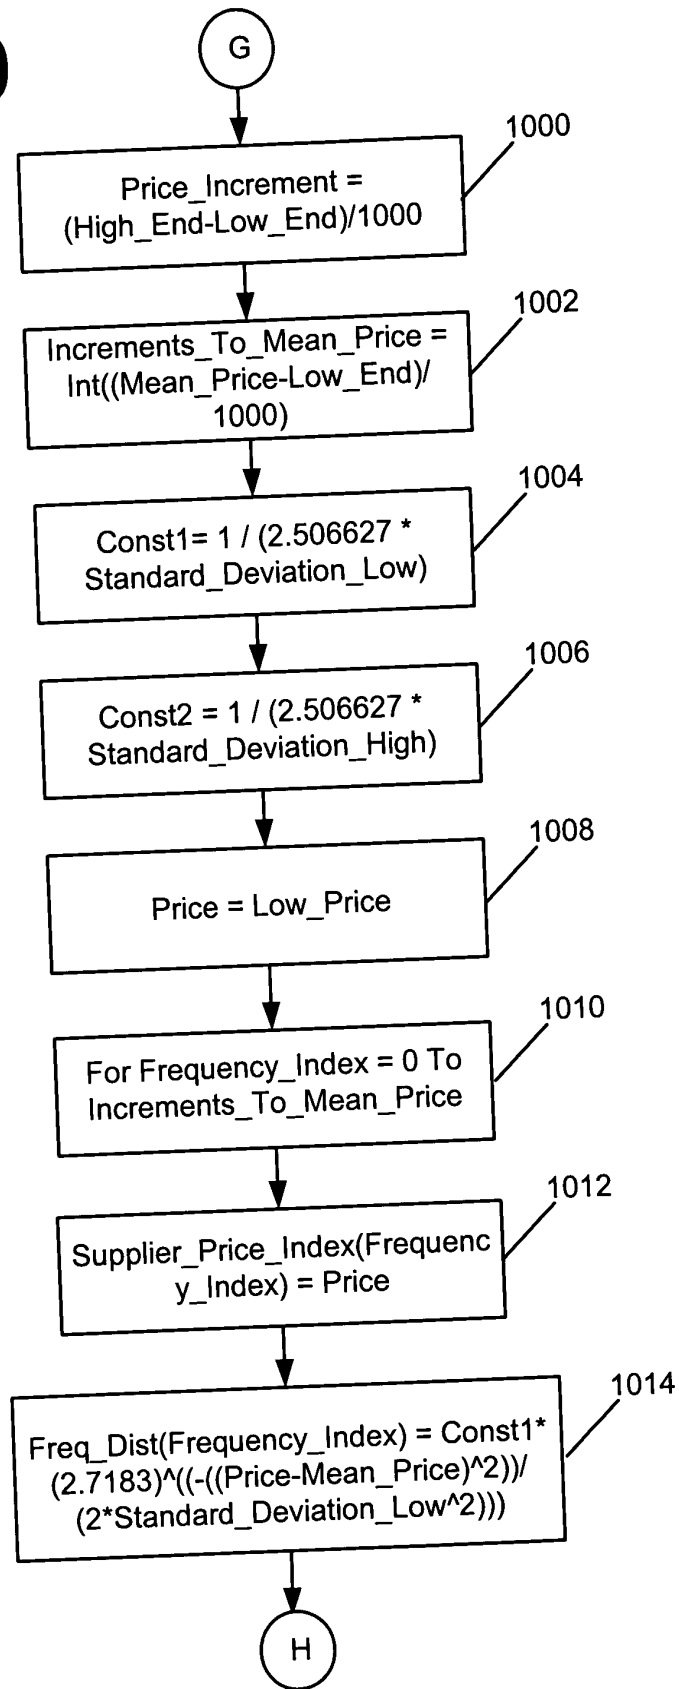 G
1000
Price_Increment =
(High_End-Low_End)/1000
1002
Increments_To_Mean_Price =
Int((Mean_Price-Low_End)/
1000)
1004
Const1= 1 / (2.506627 *
Standard_Deviation_Low)
1006
Const2 = 1 / (2.506627 *
Standard_Deviation_High)
1008
Price = Low_Price
1010
For Frequency_Index = 0 To
Increments_To_Mean_Price
1012
Supplier_Price_Index(Frequenc
y_Index) = Price
1014
Freq_Dist(Frequency_Index) = Const1*
(2.7183)^((-((Price-Mean_Price)^2))/
(2*Standard_Deviation_Low^2)))
H